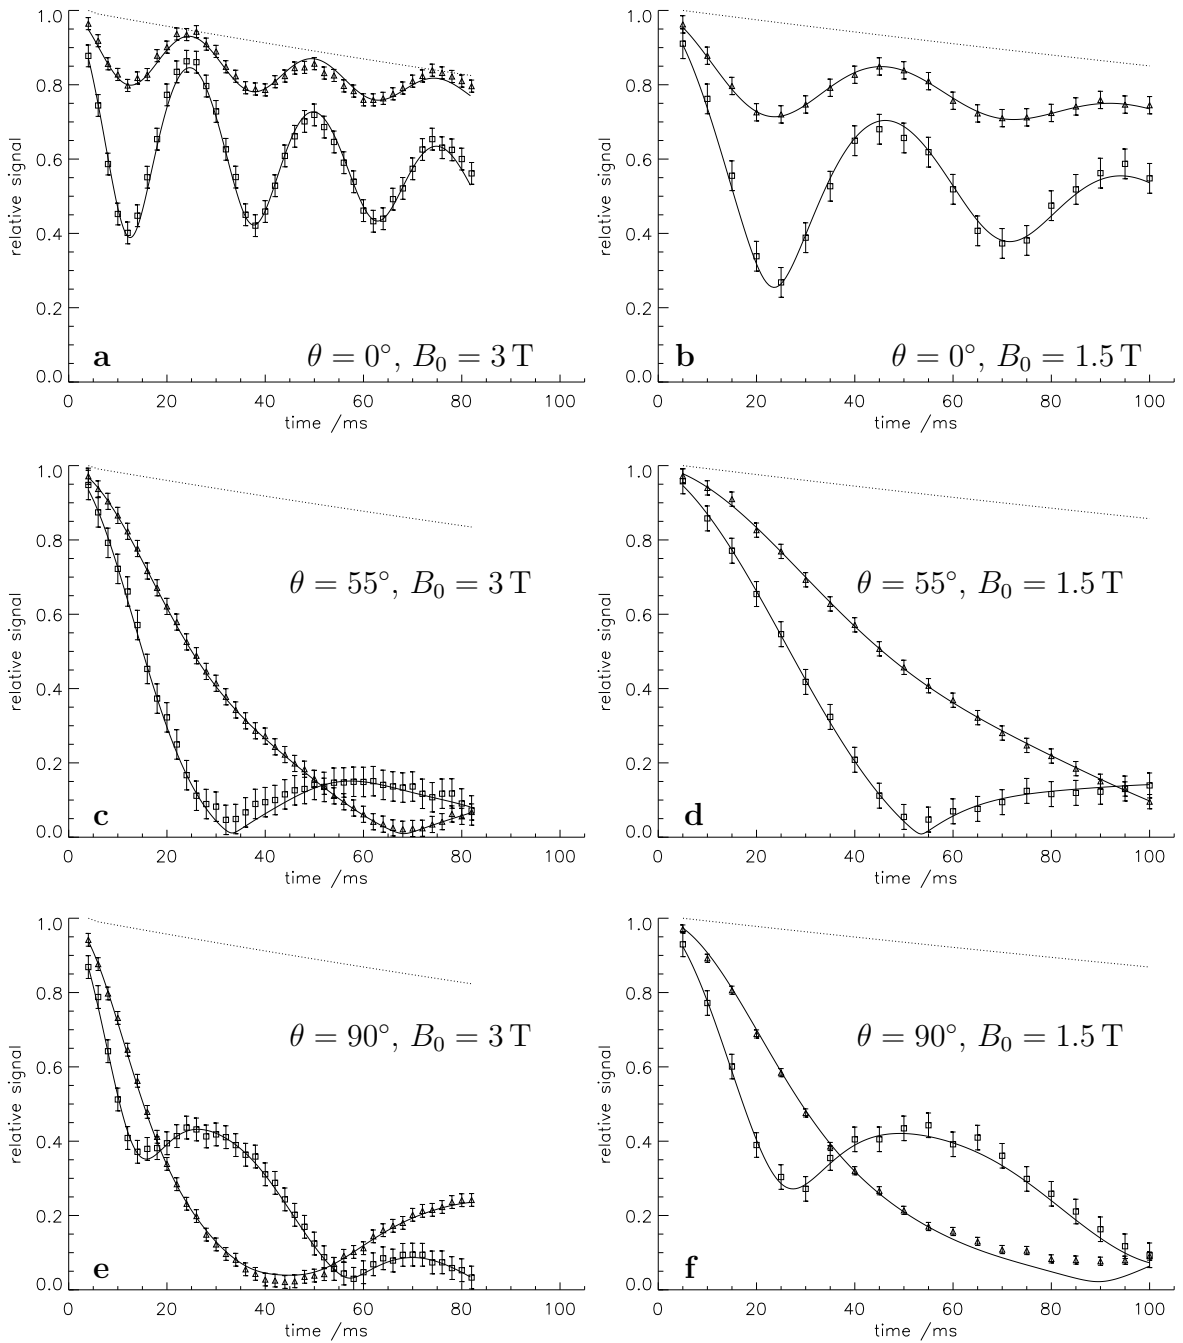 1.0
0.8
0.6
0.4
0.2
0.0
relative signal
a
θ = 0°, B₀ = 3 T
0 20 40 60 80 100
time /ms
1.0
0.8
0.6
0.4
0.2
0.0
relative signal
b
θ = 0°, B₀ = 1.5 T
0 20 40 60 80 100
time /ms
1.0
0.8
0.6
0.4
0.2
0.0
relative signal
θ = 55°, B₀ = 3 T
c
0 20 40 60 80 100
time /ms
1.0
0.8
0.6
0.4
0.2
0.0
relative signal
θ = 55°, B₀ = 1.5 T
d
0 20 40 60 80 100
time /ms
1.0
0.8
0.6
0.4
0.2
0.0
relative signal
θ = 90°, B₀ = 3 T
e
0 20 40 60 80 100
time /ms
1.0
0.8
0.6
0.4
0.2
0.0
relative signal
θ = 90°, B₀ = 1.5 T
f
0 20 40 60 80 100
time /ms